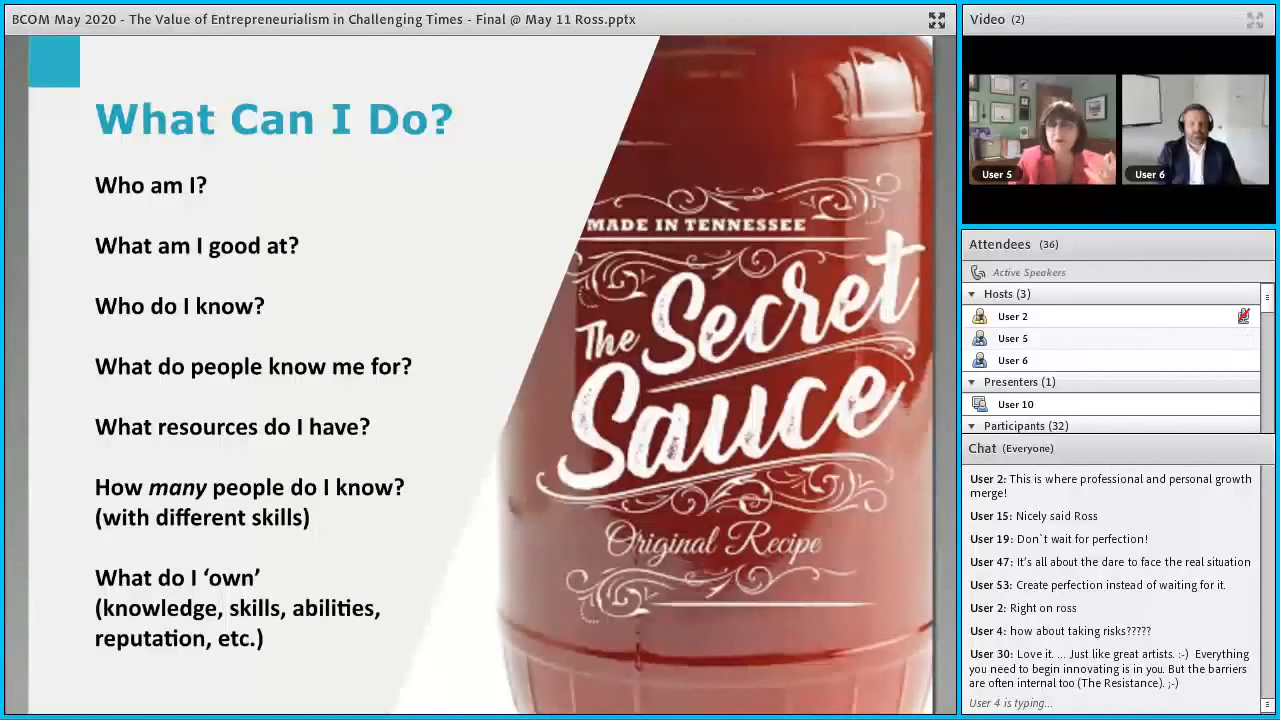 BCOM May 2020 - The Value of Entrepreneurialism in Challenging Times - Final @ May 11 Ross.pptx
What Can I Do?
Who am I?
What am I good at?
Who do I know?
What do people know me for?
What resources do I have?
How many people do I know?
(with different skills)
What do I ‘own’
(knowledge, skills, abilities,
reputation, etc.)
MADE IN TENNESSEE
The Secret
Sauce
Original Recipe
Video (2)
User 5
User 6
Attendees (36)
Active Speakers
Hosts (3)
User 2
User 5
User 6
Presenters (1)
User 10
Participants (32)
Chat (Everyone)
User 2: This is where professional and personal growth
merge!
User 15: Nicely said Ross
User 19: Don`t wait for perfection!
User 47: It's all about the dare to face the real situation
User 53: Create perfection instead of waiting for it.
User 2: Right on ross
User 4: how about taking risks?????
User 30: Love it. ... Just like great artists. :-) Everything
you need to begin innovating is in you. But the barriers
are often internal too (The Resistance). ;-)
User 4 is typing...